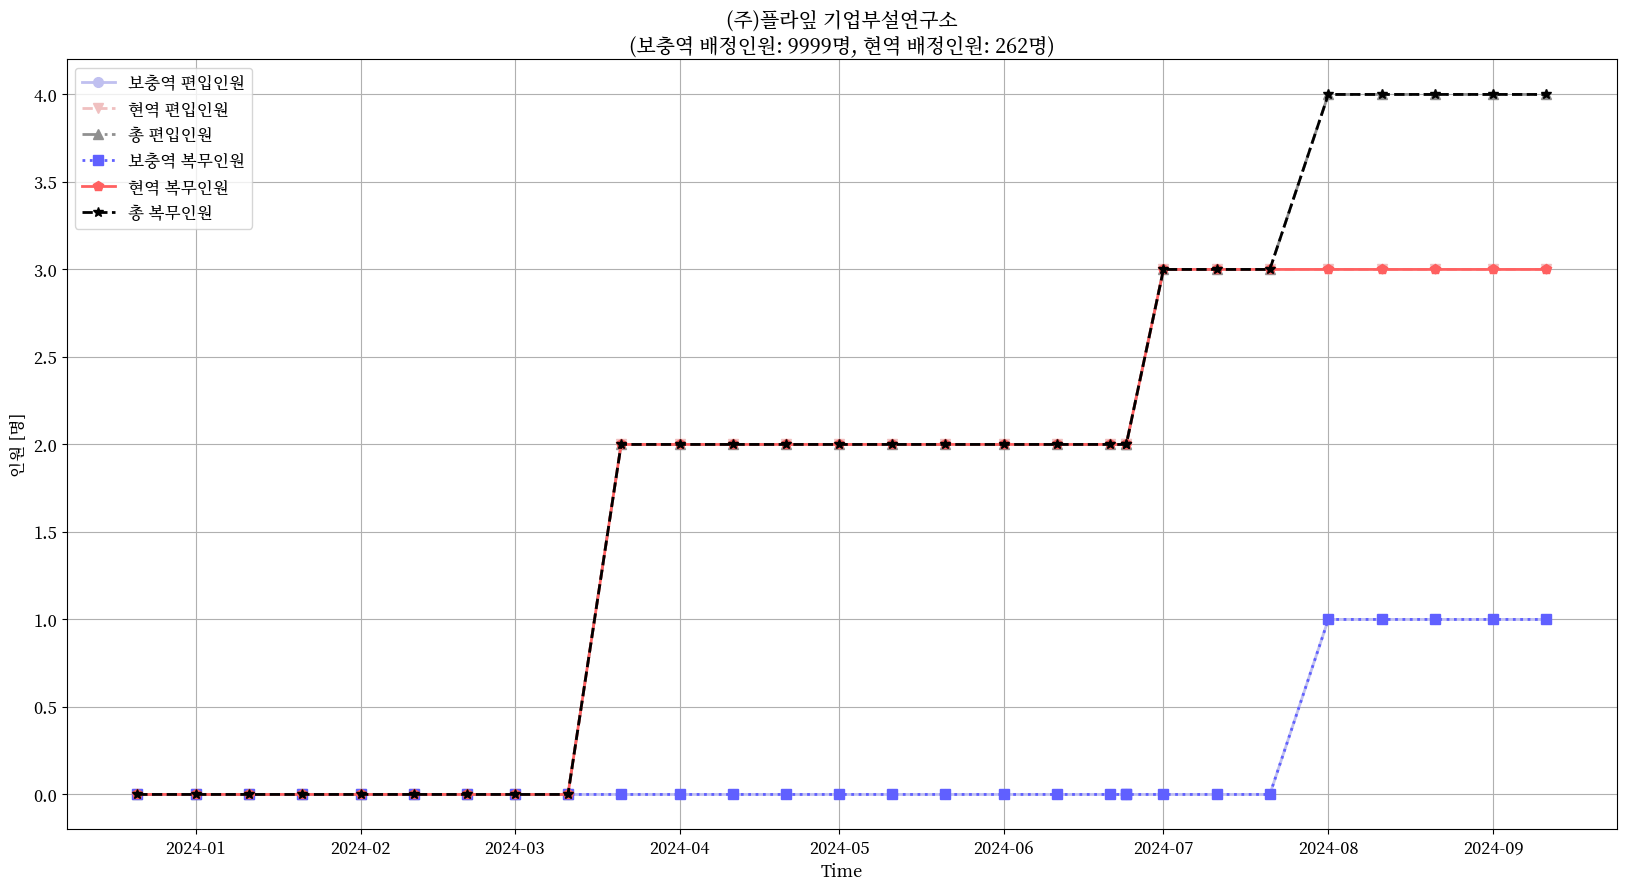 (주)플라잎 기업부설연구소
(보충역 배정인원: 9999명, 현역 배정인원: 262명)
보충역 편입인원
현역 편입인원
총 편입인원
보충역 복무인원
현역 복무인원
총 복무인원
4.0
3.5
3.0
2.5
2.0
1.5
1.0
0.5
0.0
인원 [명]
2024-01 2024-02 2024-03 2024-04 2024-05 2024-06 2024-07 2024-08 2024-09
Time